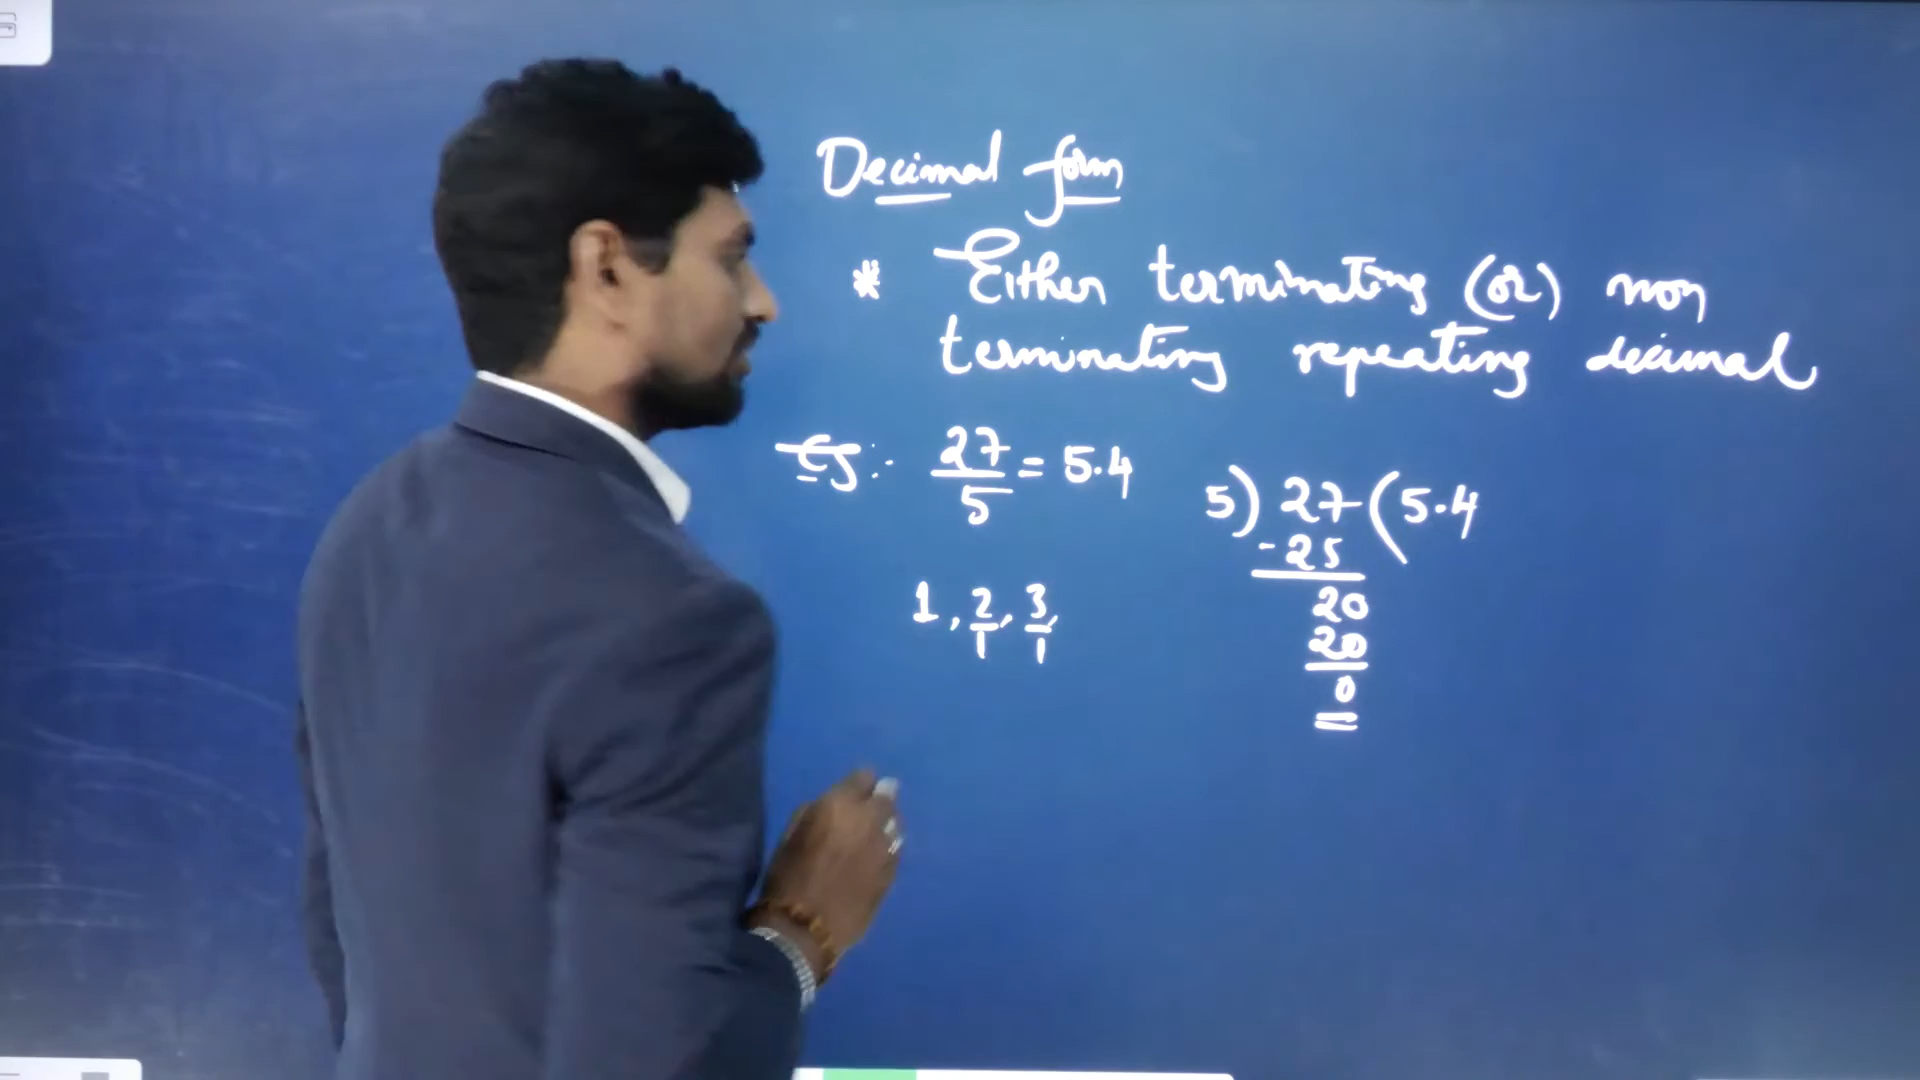 Decimal form
* Either terminating (or) non
terminating repeating decimal
Eg:- 27/5 = 5.4
5) 27 (5.4
-25
20
20
0
1, 2/1, 3/1,